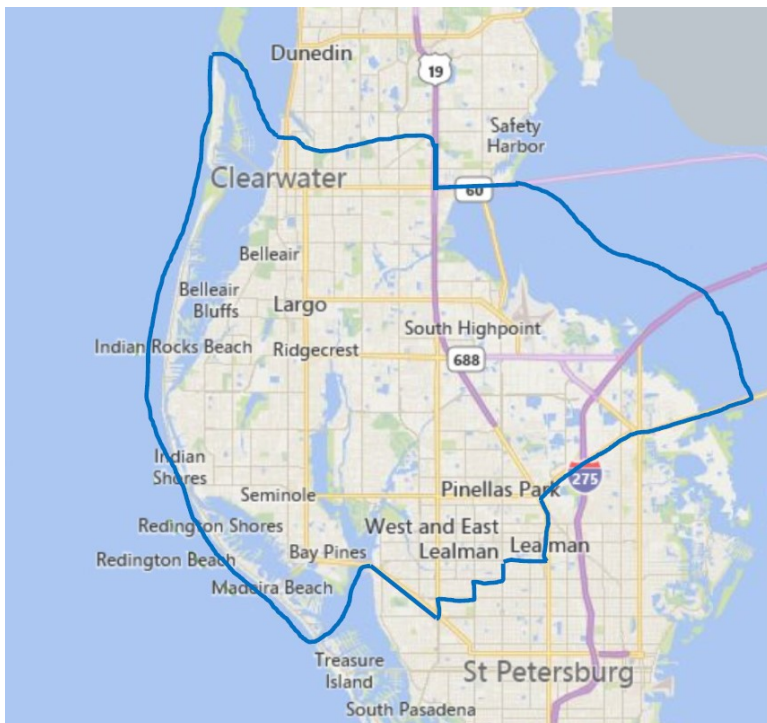 Dunedin
19
Safety
Harbor
Clearwater
60
Belleair
Belleair
Bluffs
Largo
South Highpoint
Indian Rocks Beach
Ridgecrest
688
Indian
Shores
275
Seminole
Pinellas Park
Redington Shores
West and East
Lealman
Lealman
Bay Pines
Redington Beach
Madeira Beach
Treasure
Island
St Petersburg
South Pasadena